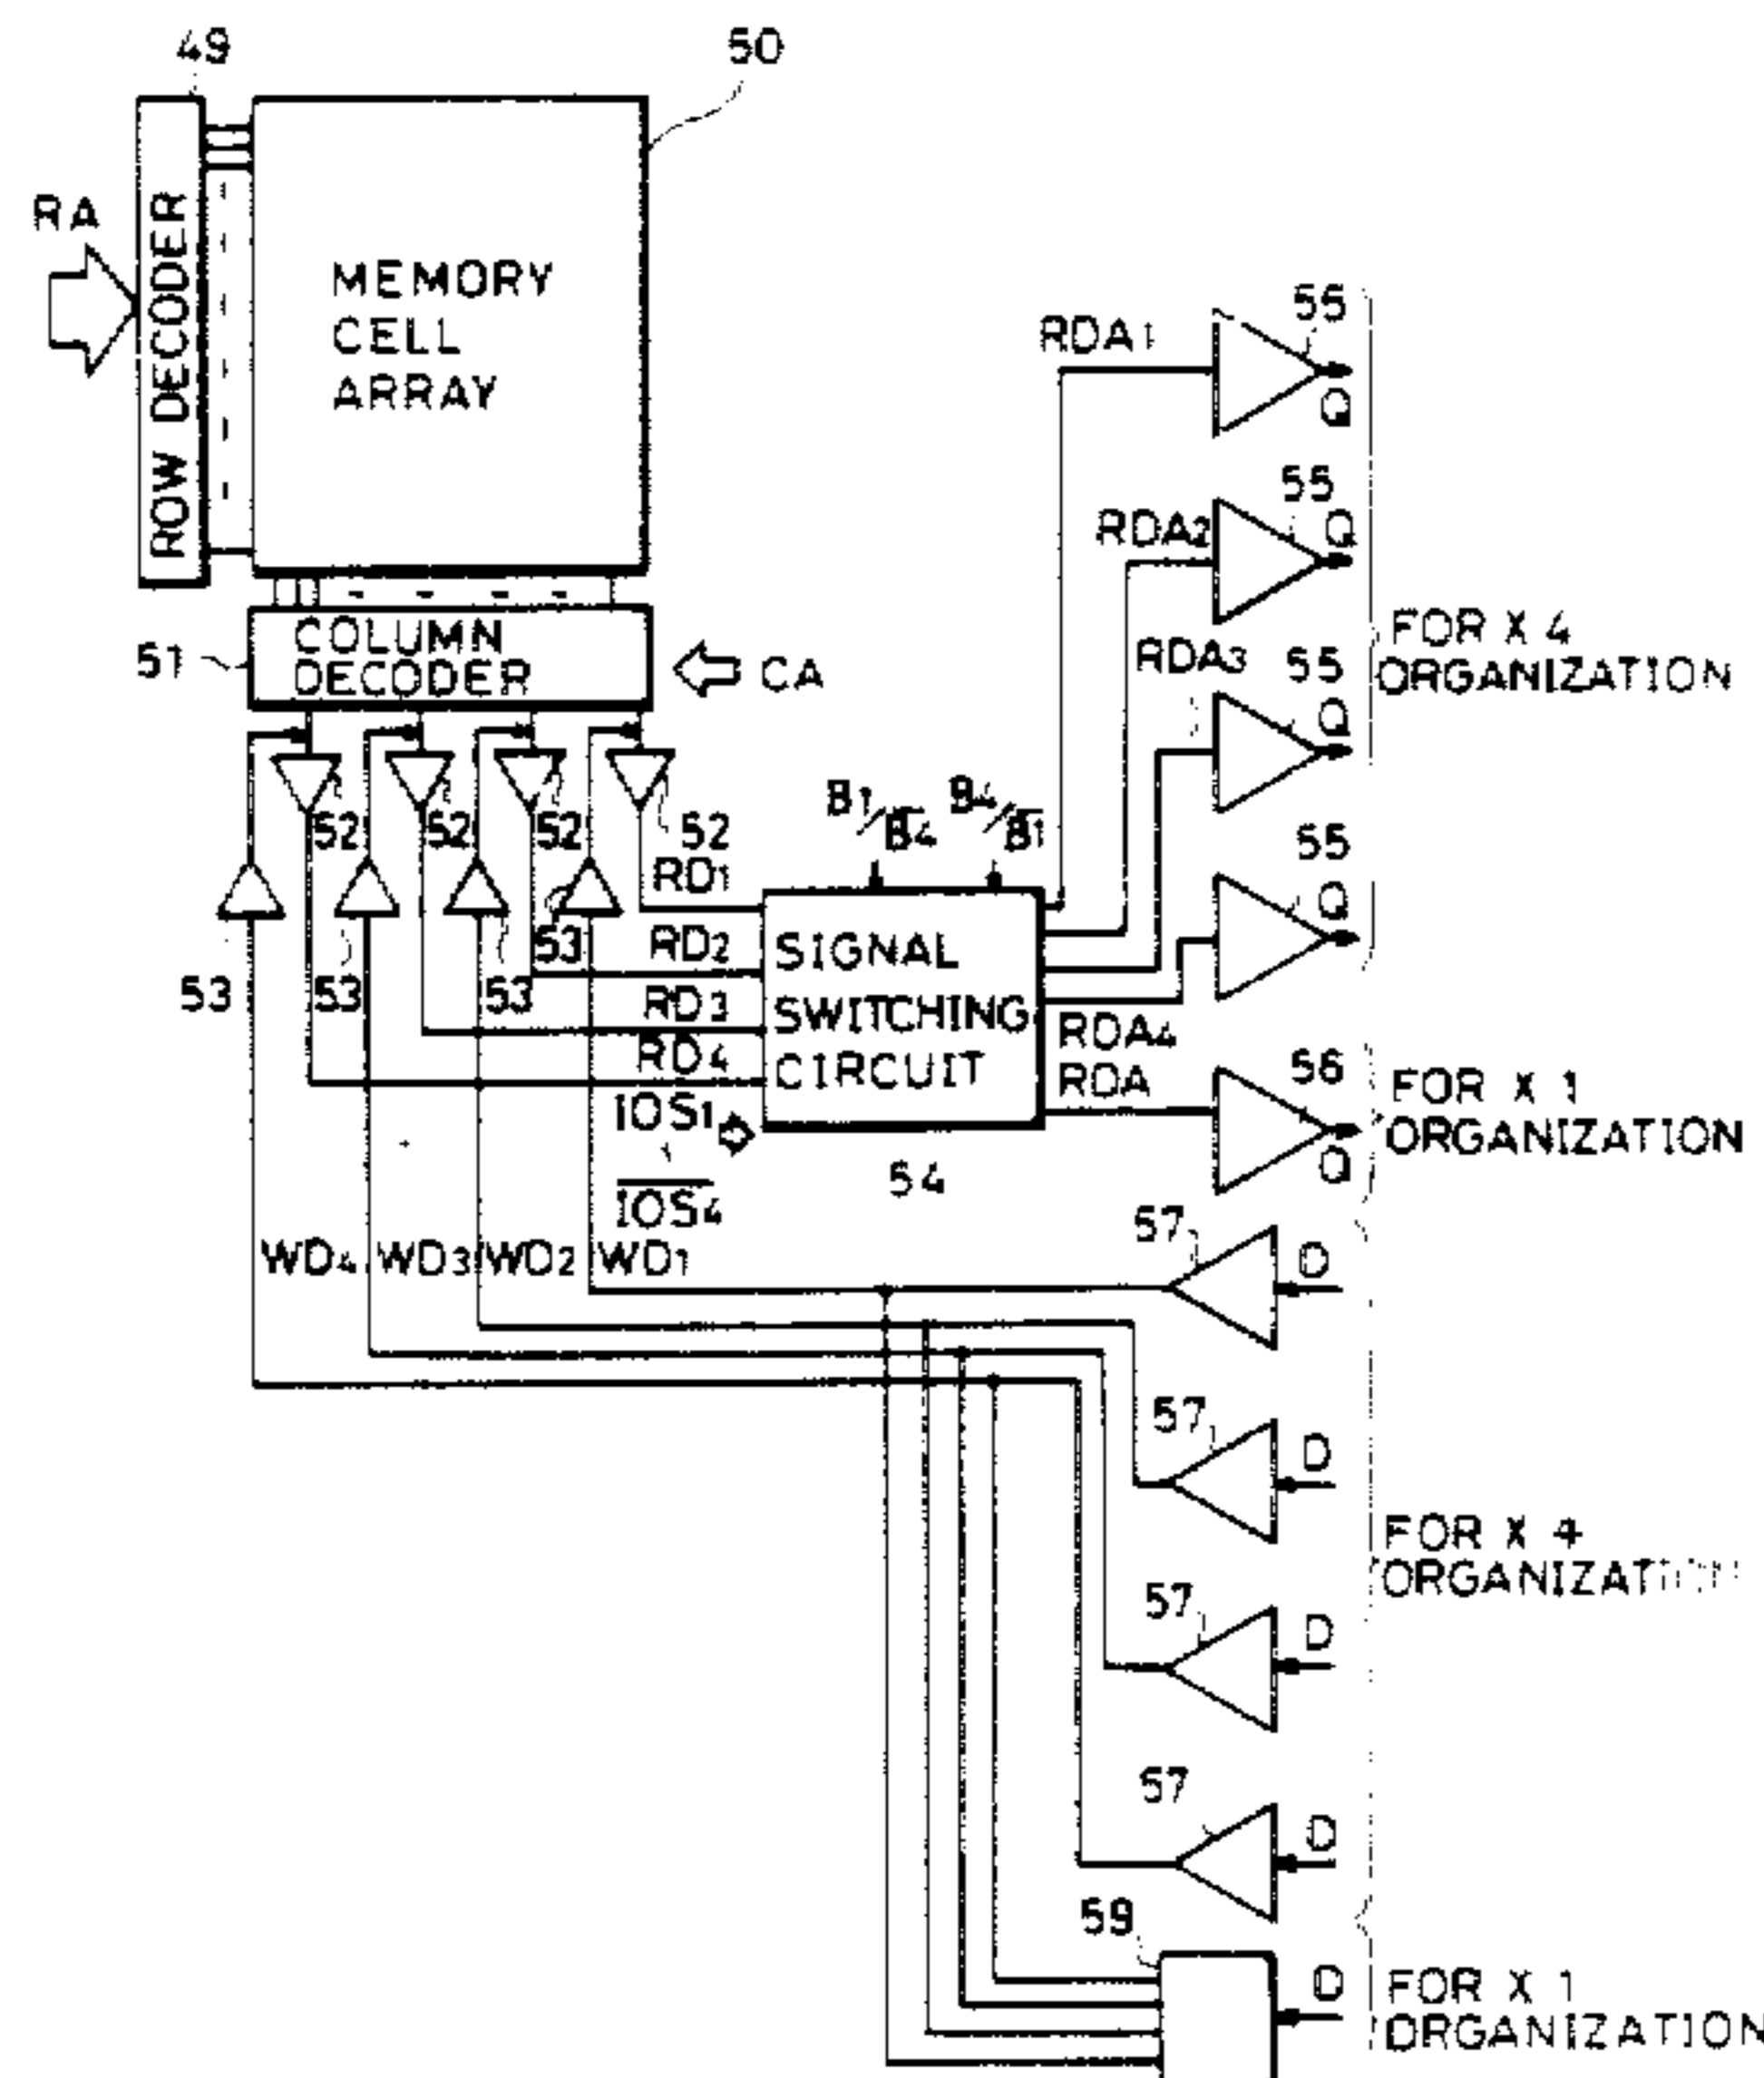 49
50
RA
ROW DECODER
MEMORY
CELL
ARRAY
51
COLUMN
DECODER
CA
52
52
52
52
53
53
53
53
RD1
RD2
RD3
RD4
B1/B4
B4/B1
SIGNAL
SWITCHING
CIRCUIT
54
IOS1
IOS4
RDA1
55
Q
RDA2
55
Q
RDA3
55
Q
55
Q
RDA4
FOR X 4
ORGANIZATION
RDA
56
Q
FOR X 1
ORGANIZATION
WD4
WD3
WD2
WD1
57
D
57
D
57
D
57
D
FOR X 4
ORGANIZATION
59
D
FOR X 1
ORGANIZATION